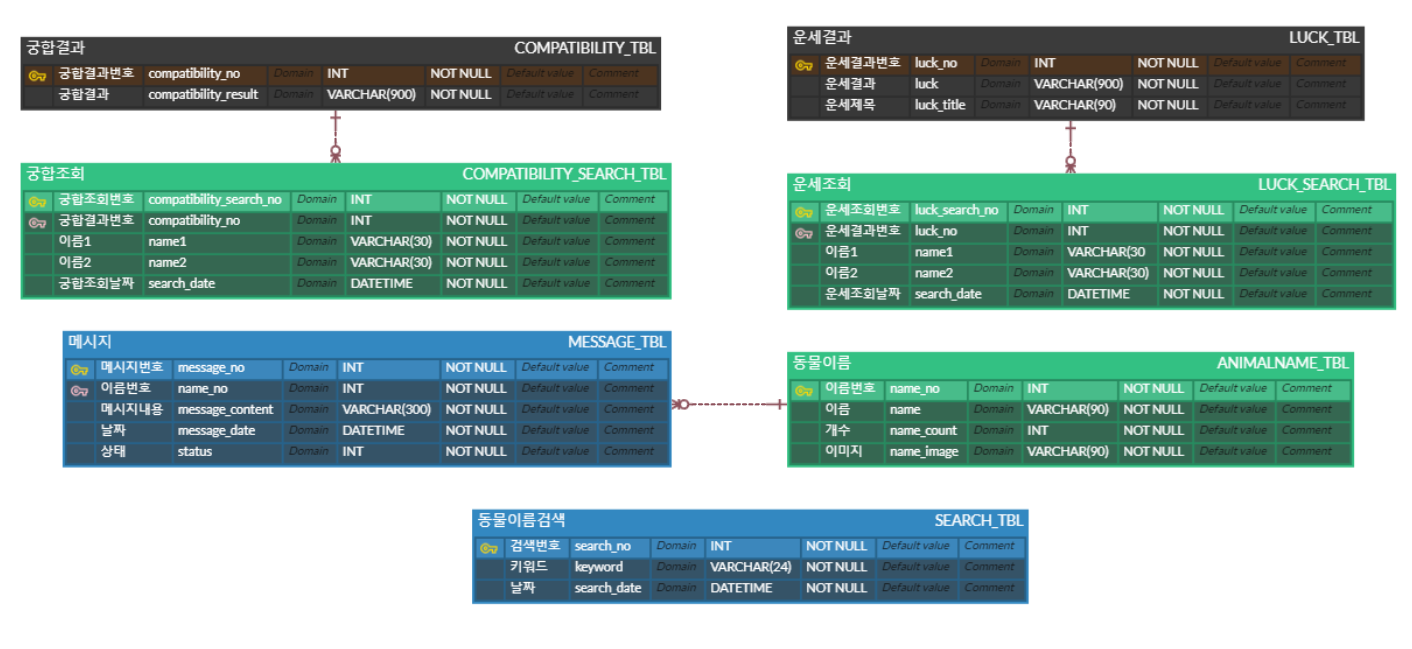 궁합결과 COMPATIBILITY_TBL
궁합결과번호 compatibility_no Domain INT NOT NULL Default value Comment
궁합결과 compatibility_result Domain VARCHAR(900) NOT NULL Default value Comment
운세결과 LUCK_TBL
운세결과번호 luck_no Domain INT NOT NULL Default value Comment
운세결과 luck Domain VARCHAR(900) NOT NULL Default value Comment
운세제목 luck_title Domain VARCHAR(90) NOT NULL Default value Comment
궁합조회 COMPATIBILITY_SEARCH_TBL
궁합조회번호 compatibility_search_no Domain INT NOT NULL Default value Comment
궁합결과번호 compatibility_no Domain INT NOT NULL Default value Comment
이름1 name1 Domain VARCHAR(30) NOT NULL Default value Comment
이름2 name2 Domain VARCHAR(30) NOT NULL Default value Comment
궁합조회날짜 search_date Domain DATETIME NOT NULL Default value Comment
운세조회 LUCK_SEARCH_TBL
운세조회번호 luck_search_no Domain INT NOT NULL Default value Comment
운세결과번호 luck_no Domain INT NOT NULL Default value Comment
이름1 name1 Domain VARCHAR(30 NOT NULL Default value Comment
이름2 name2 Domain VARCHAR(30) NOT NULL Default value Comment
운세조회날짜 search_date Domain DATETIME NOT NULL Default value Comment
메시지 MESSAGE_TBL
메시지번호 message_no Domain INT NOT NULL Default value Comment
이름번호 name_no Domain INT NOT NULL Default value Comment
메시지내용 message_content Domain VARCHAR(300) NOT NULL Default value Comment
날짜 message_date Domain DATETIME NOT NULL Default value Comment
상태 status Domain INT NOT NULL Default value Comment
동물이름 ANIMALNAME_TBL
이름번호 name_no Domain INT NOT NULL Default value Comment
이름 name Domain VARCHAR(90) NOT NULL Default value Comment
개수 name_count Domain INT NOT NULL Default value Comment
이미지 name_image Domain VARCHAR(90) NOT NULL Default value Comment
동물이름검색 SEARCH_TBL
검색번호 search_no Domain INT NOT NULL Default value Comment
키워드 keyword Domain VARCHAR(24) NOT NULL Default value Comment
날짜 search_date Domain DATETIME NOT NULL Default value Comment